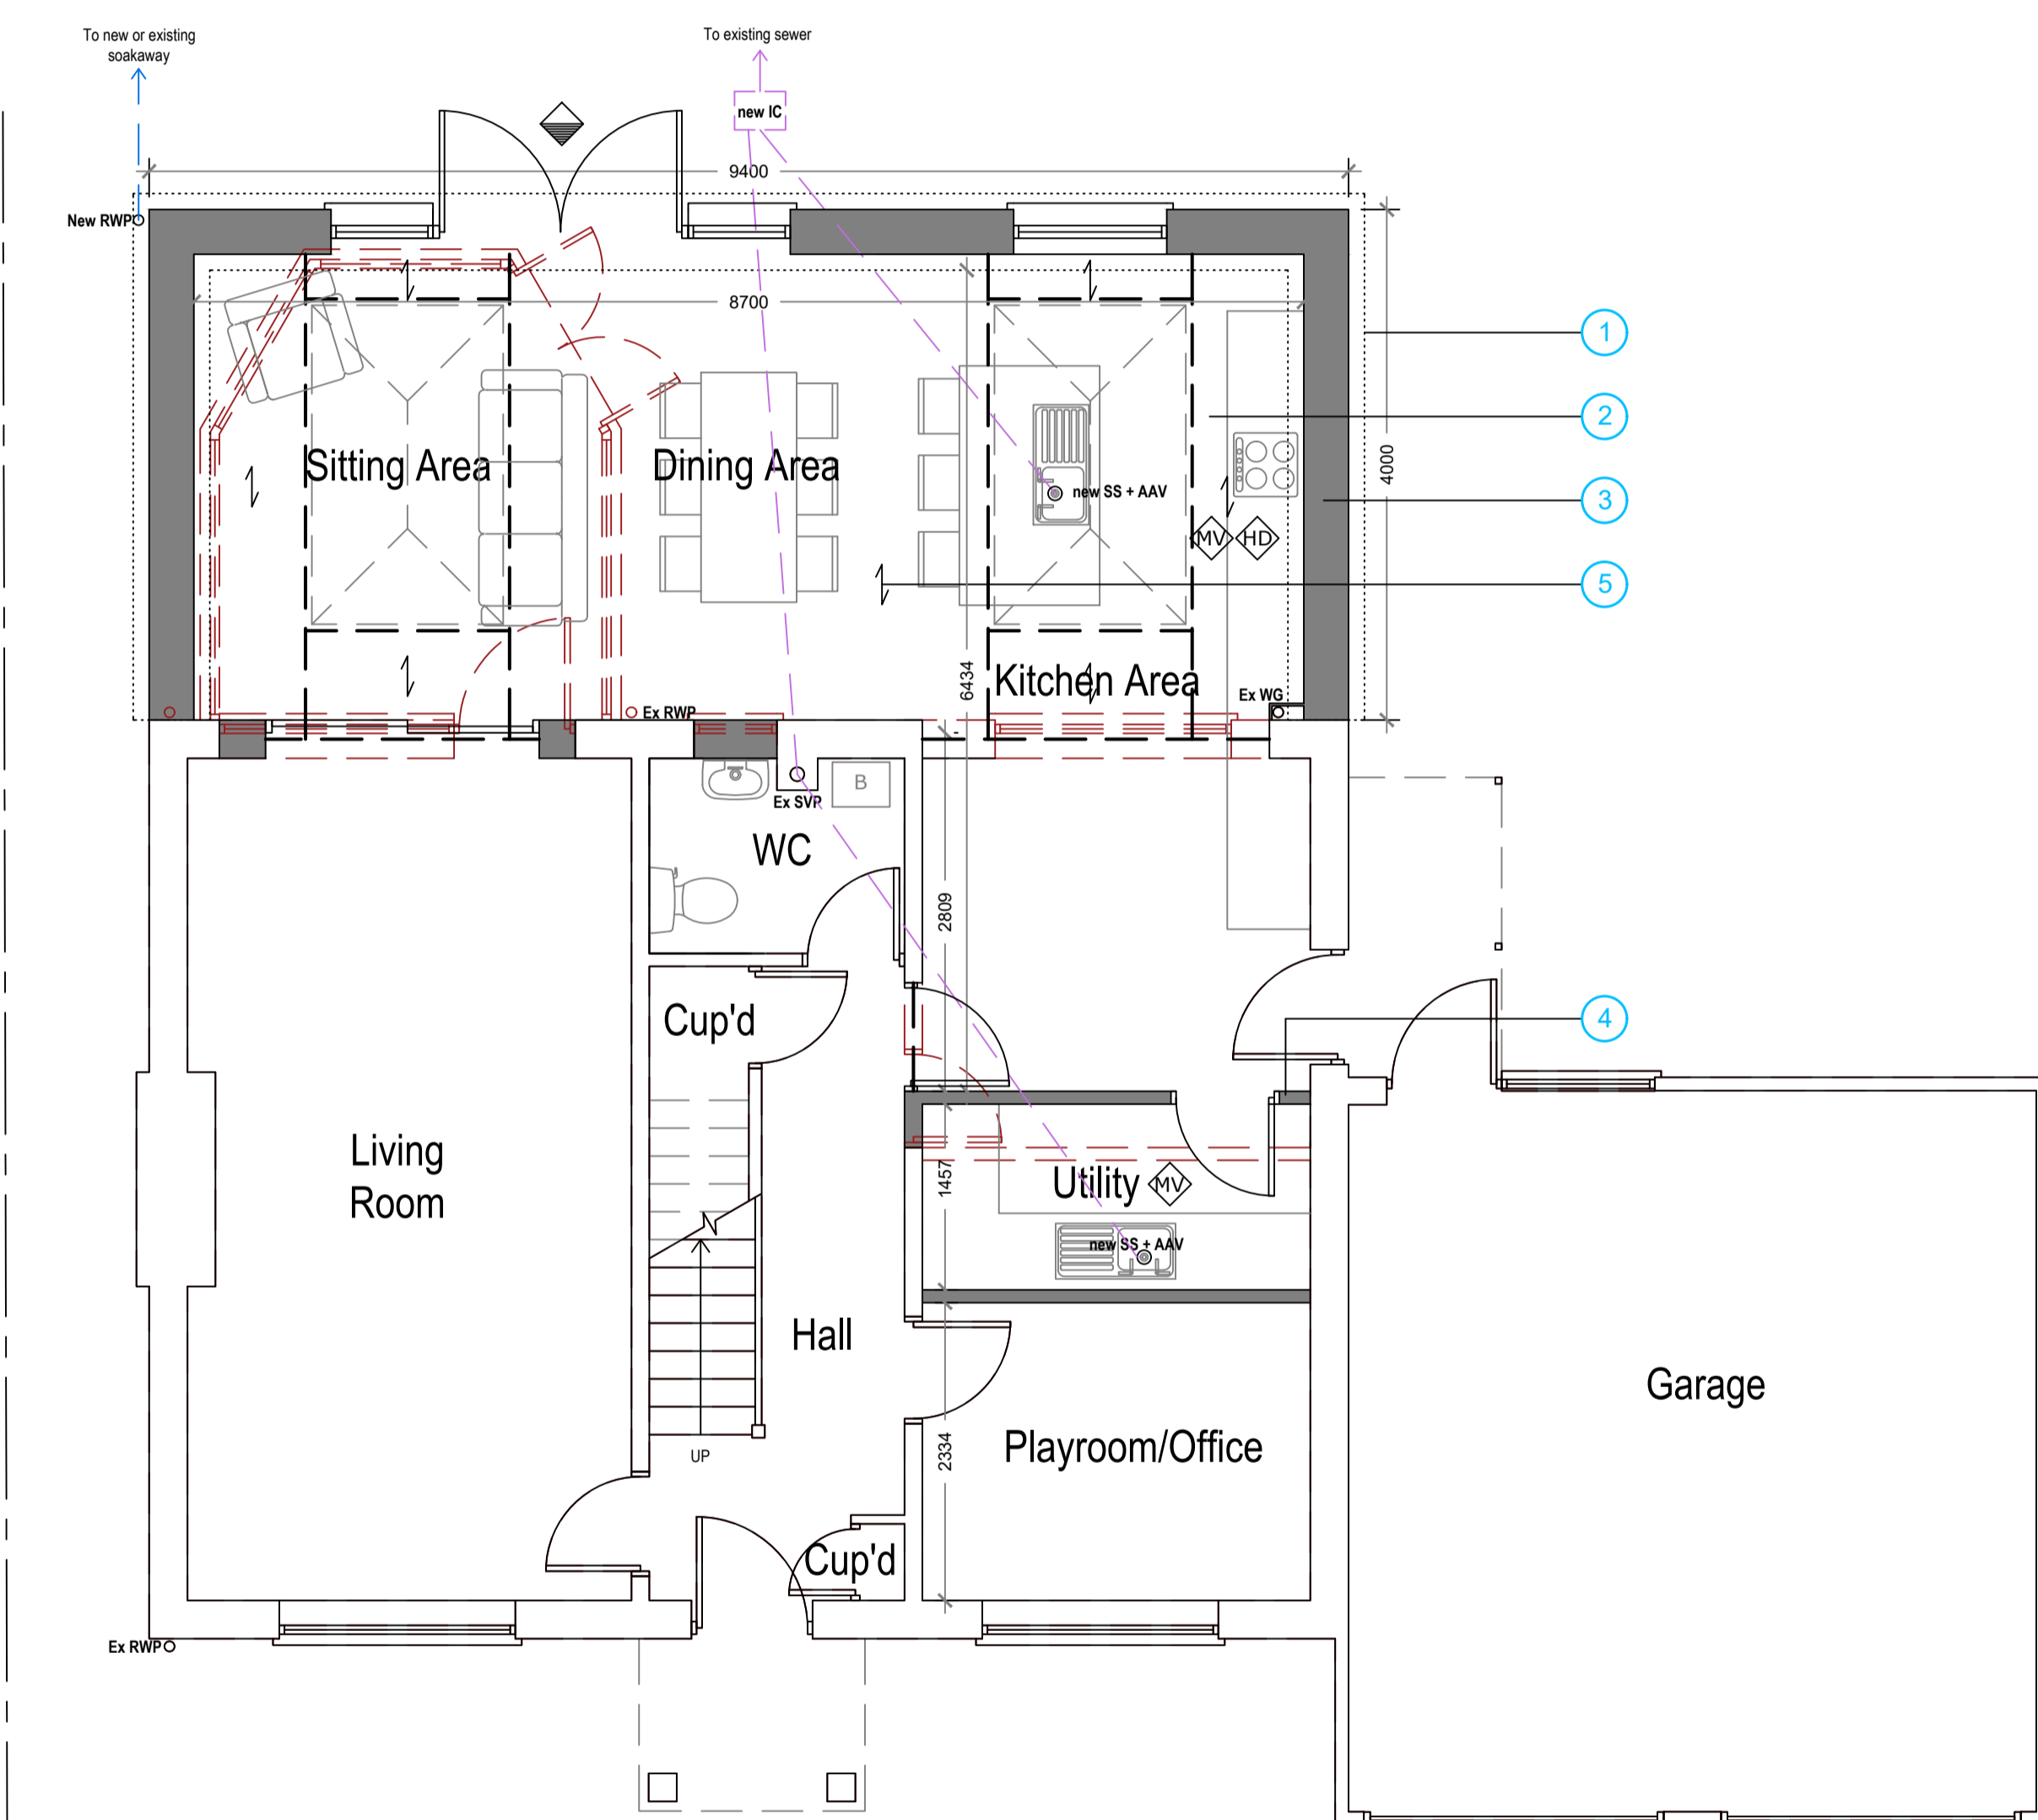 To new or existing
soakaway
To existing sewer
new IC
9400
New RWP
8700
1
2
4000
Sitting Area
Dining Area
new SS + AAV
3
MV
HD
5
6434
Kitchen Area
Ex WG
Ex RWP
B
Ex SVP
WC
2809
Cup'd
4
Living
Room
1457
Utility
MV
new SS + AAV
Hall
Garage
2334
Playroom/Office
UP
Cup'd
Ex RWP